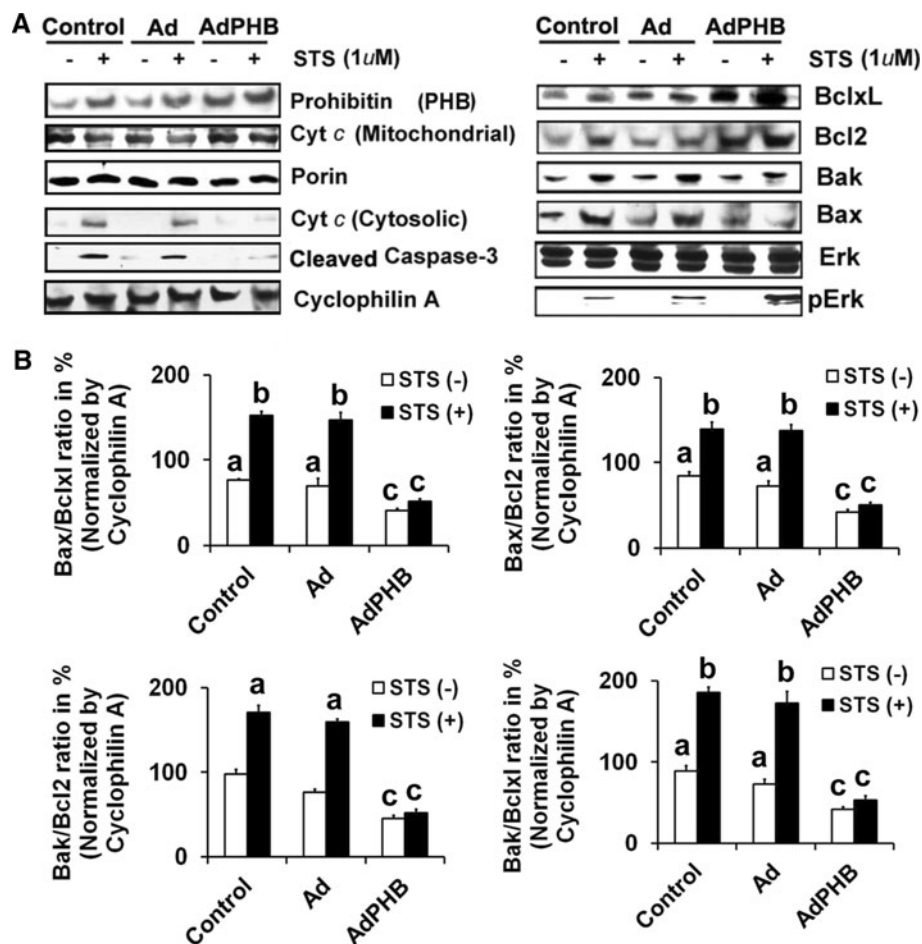 A
Control Ad AdPHB
- + - + - +
STS (1uM)
Prohibitin (PHB)
Cyt c (Mitochondrial)
Porin
Cyt c (Cytosolic)
Cleaved Caspase-3
Cyclophilin A
Control Ad AdPHB
- + - + - +
STS (1uM)
BclxL
Bcl2
Bak
Bax
Erk
pErk
B
Bax/Bclxl ratio in %
(Normalized by
Cyclophilin A)
200
100
0
a b a b c c
STS (-)
STS (+)
Control Ad AdPHB
Bax/Bcl2 ratio in %
(Normalized by
Cyclophilin A)
200
100
0
a b a b c c
STS (-)
STS (+)
Control Ad AdPHB
Bak/Bcl2 ratio in %
(Normalized by
Cyclophilin A)
200
100
0
a a c c
STS (-)
STS (+)
Control Ad AdPHB
Bak/Bclxl ratio in %
(Normalized by
Cyclophilin A)
200
100
0
a b a b c c
STS (-)
STS (+)
Control Ad AdPHB